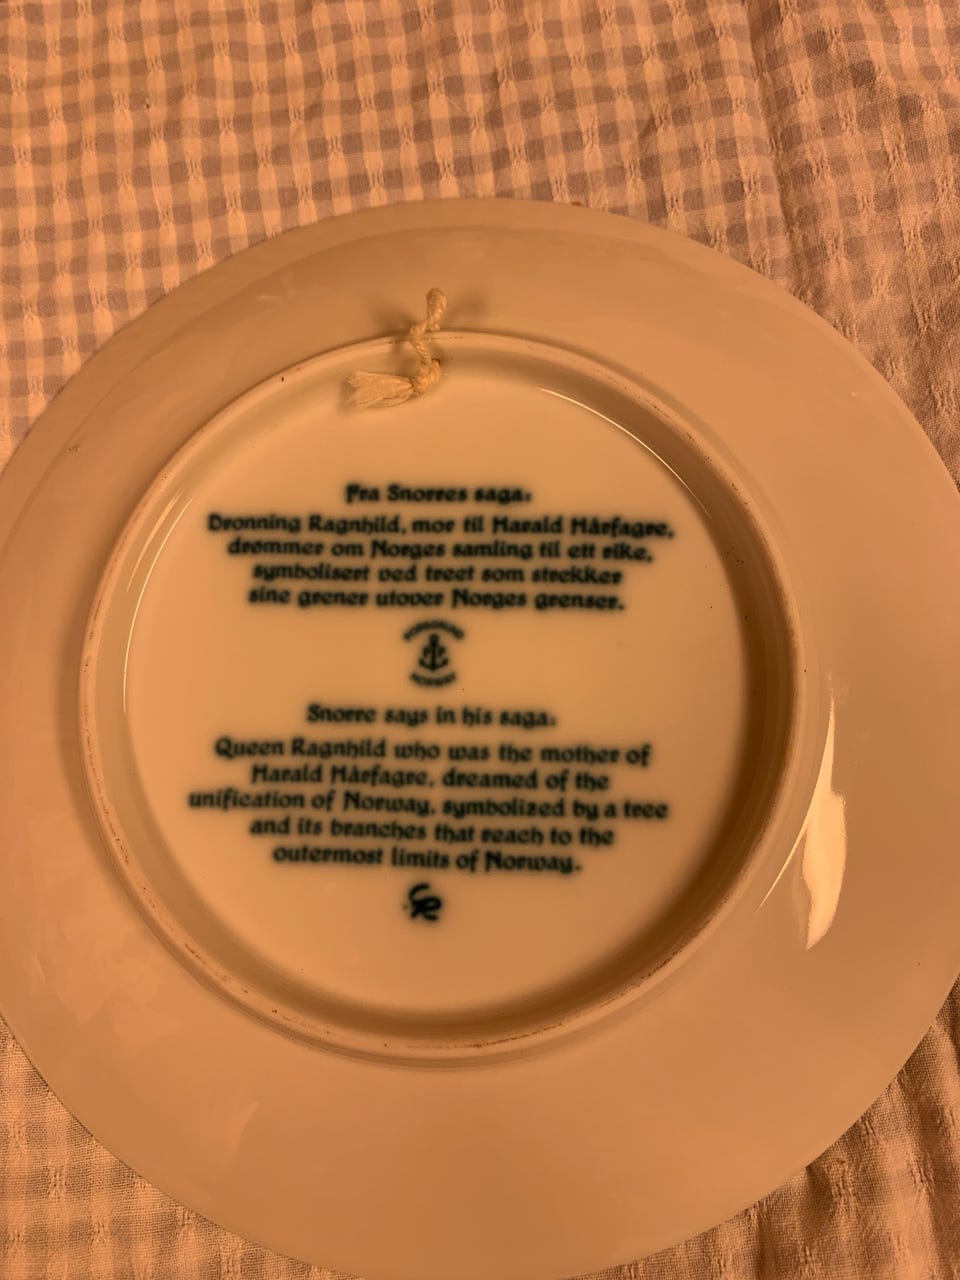 Fra Snorres saga:
Dronning Ragnhild, mor til Harald Hårfagre,
drømmer om Norges samling til ett rike,
symbolisert ved treet som strekker
sine grener utover Norges grenser.
PORSGRUND
NORWAY
Snorre says in his saga:
Queen Ragnhild who was the mother of
Harald Hårfagre, dreamed of the
unification of Norway, symbolized by a tree
and its branches that reach to the
outermost limits of Norway.